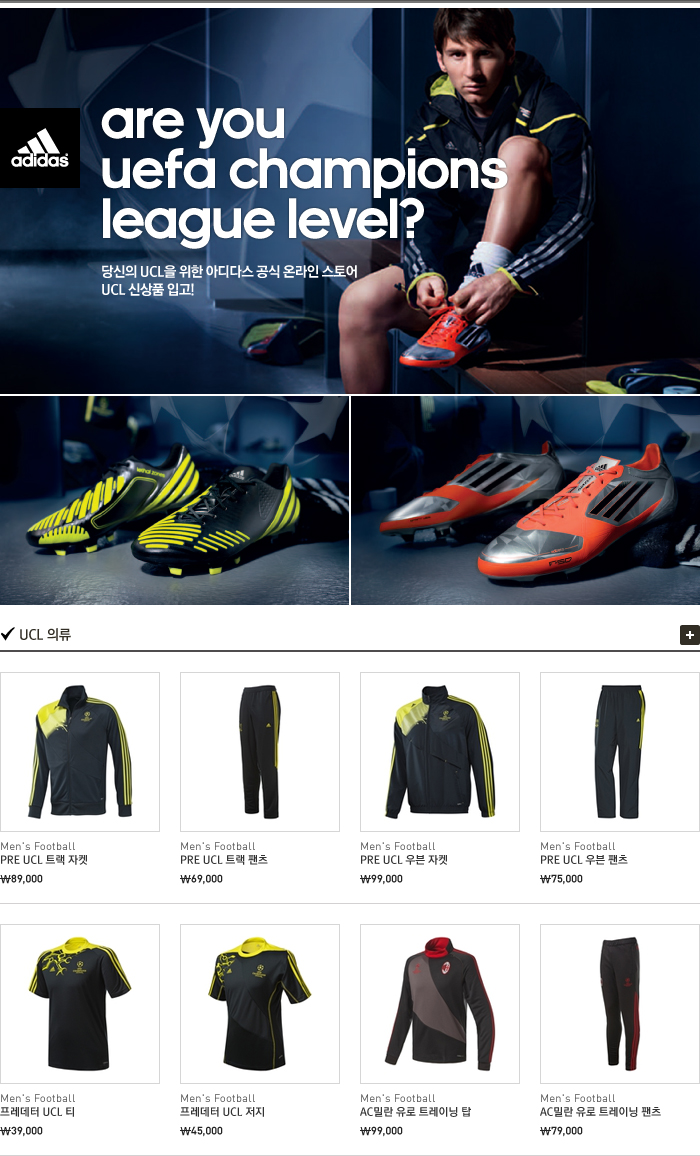 adidas
are you
uefa champions
league level?
당신의 UCL을 위한 아디다스 공식 온라인 스토어
UCL 신상품 입고!
UCL 의류
Men's Football
PRE UCL 트랙 자켓
₩89,000
Men's Football
PRE UCL 트랙 팬츠
₩69,000
Men's Football
PRE UCL 우븐 자켓
₩99,000
Men's Football
PRE UCL 우븐 팬츠
₩75,000
Men's Football
프레데터 UCL 티
₩39,000
Men's Football
프레데터 UCL 저지
₩45,000
Men's Football
AC밀란 유로 트레이닝 탑
₩99,000
Men's Football
AC밀란 유로 트레이닝 팬츠
₩79,000